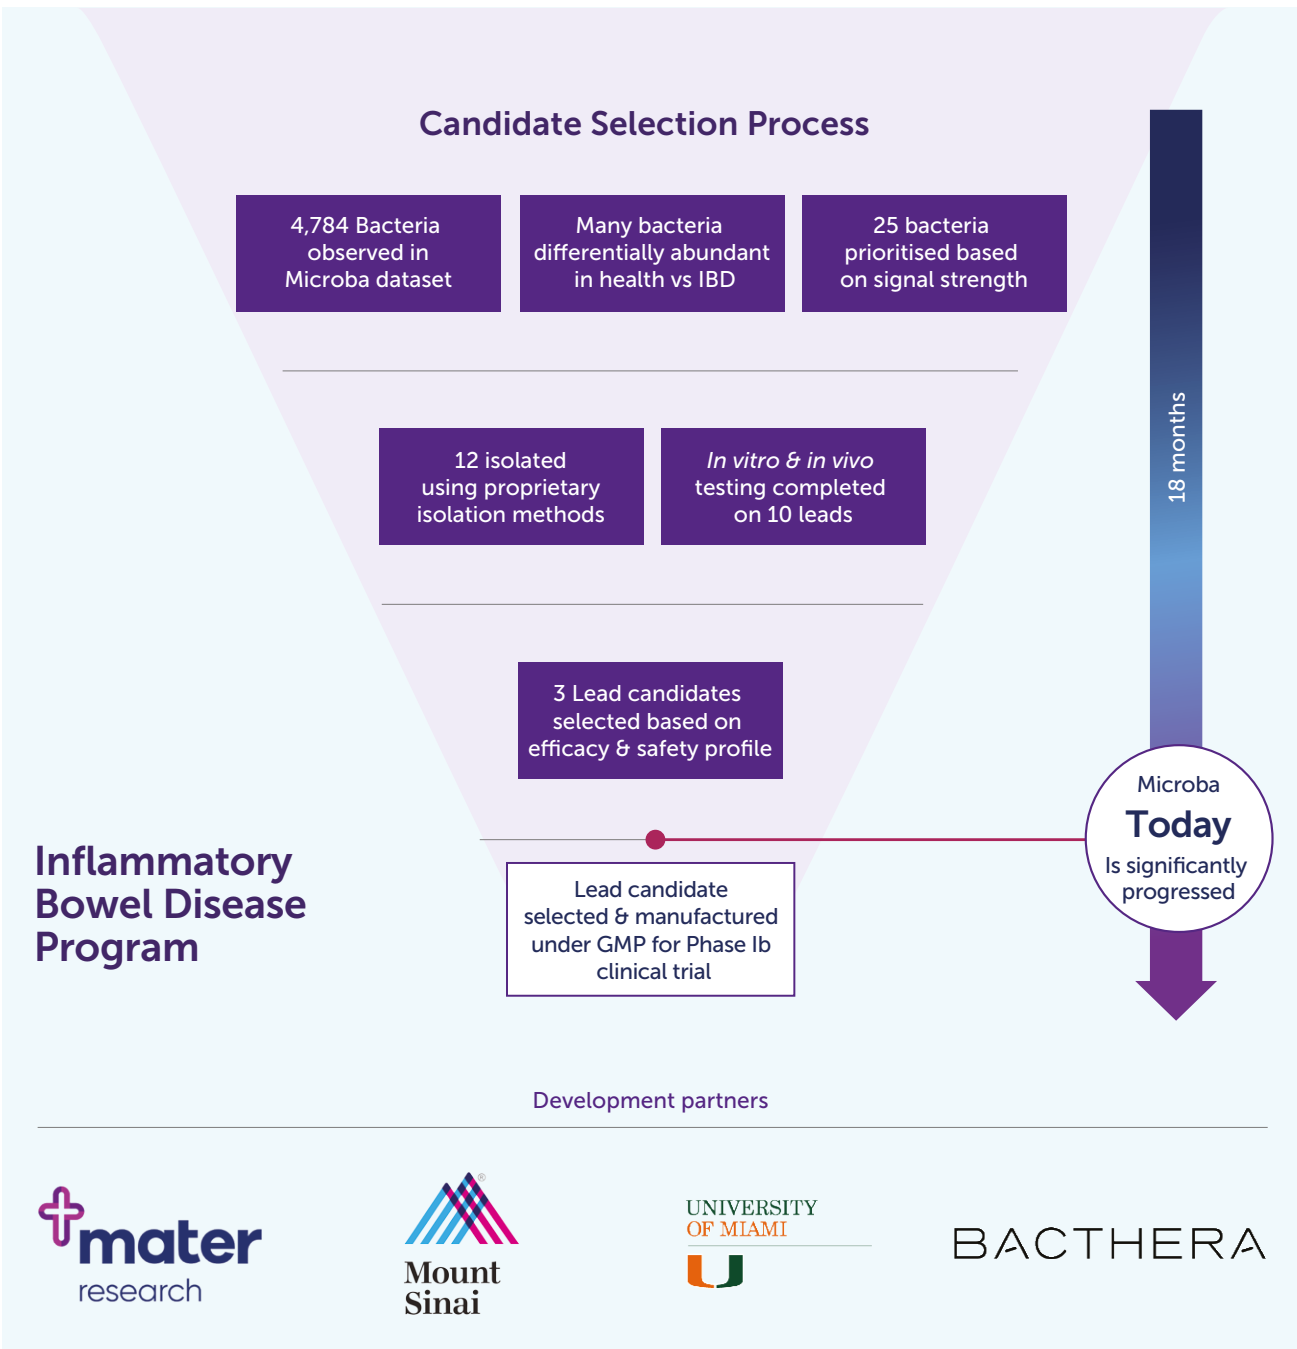 Candidate Selection Process
4,784 Bacteria
observed in
Microba dataset
Many bacteria
differentially abundant
in health vs IBD
25 bacteria
prioritised based
on signal strength
18 months
12 isolated
using proprietary
isolation methods
In vitro & in vivo
testing completed
on 10 leads
3 Lead candidates
selected based on
efficacy & safety profile
Microba
Today
Is significantly
progressed
Inflammatory
Bowel Disease
Program
Lead candidate
selected & manufactured
under GMP for Phase Ib
clinical trial
Development partners
mater
research
®
Mount
Sinai
UNIVERSITY
OF MIAMI
BACTHERA